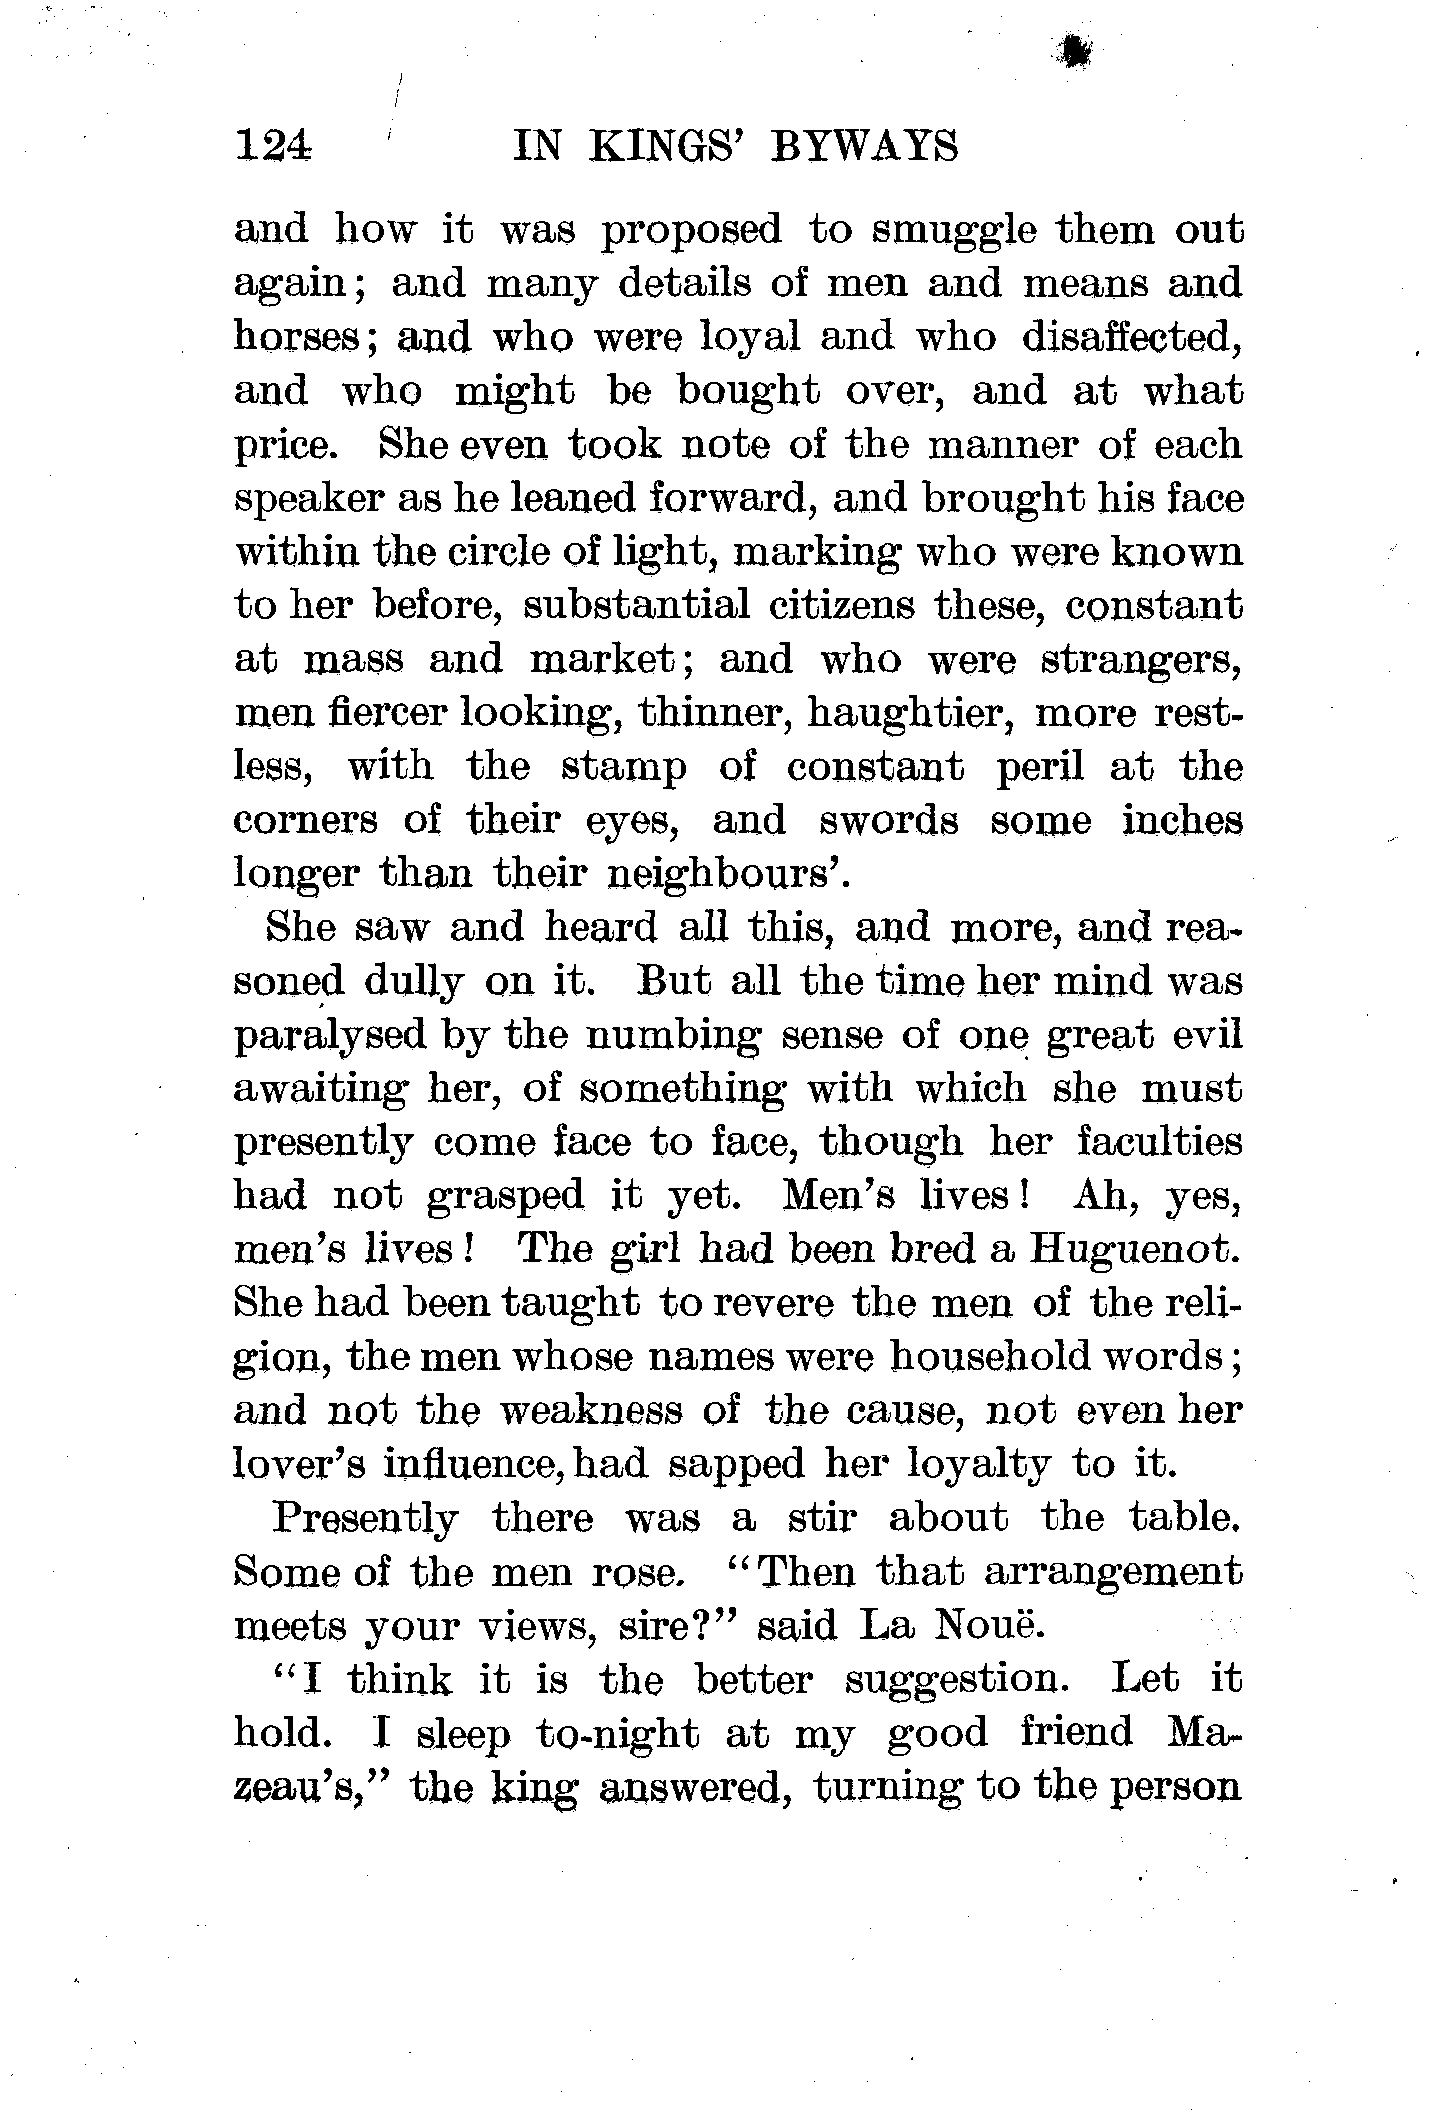 124 IN KINGS' BYWAYS
and how it was proposed to smuggle them out
again; and many details of men and means and
horses; and who were loyal and who disaffected,
and who might be bought over, and at what
price. She even took note of the manner of each
speaker as he leaned forward, and brought his face
within the circle of light, marking who were known
to her before, substantial citizens these, constant
at mass and market; and who were strangers,
men fiercer looking, thinner, haughtier, more rest-
less, with the stamp of constant peril at the
corners of their eyes, and swords some inches
longer than their neighbours'.
She saw and heard all this, and more, and rea-
soned dully on it. But all the time her mind was
paralysed by the numbing sense of one great evil
awaiting her, of something with which she must
presently come face to face, though her faculties
had not grasped it yet. Men's lives! Ah, yes,
men's lives! The girl had been bred a Huguenot.
She had been taught to revere the men of the reli-
gion, the men whose names were household words;
and not the weakness of the cause, not even her
lover's influence, had sapped her loyalty to it.
Presently there was a stir about the table.
Some of the men rose. "Then that arrangement
meets your views, sire?" said La Nouë.
"I think it is the better suggestion. Let it
hold. I sleep to-night at my good friend Ma-
zeau's," the king answered, turning to the person